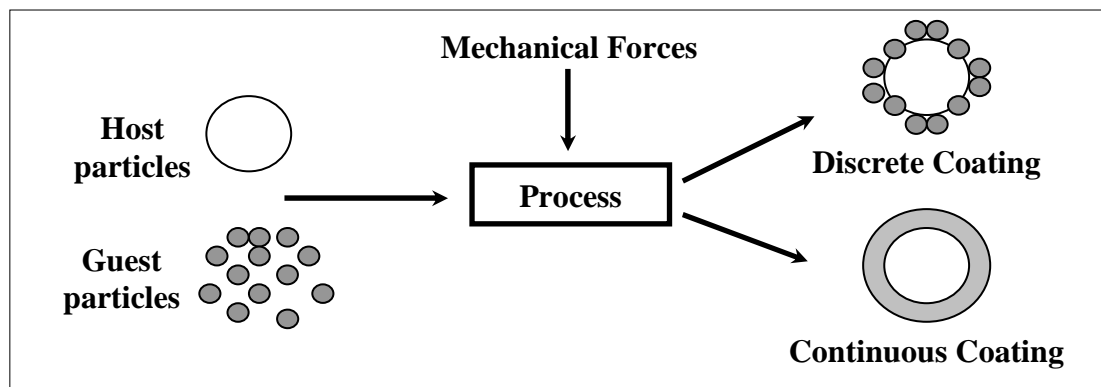 Mechanical Forces
Host
particles
Process
Guest
particles
Discrete Coating
Continuous Coating